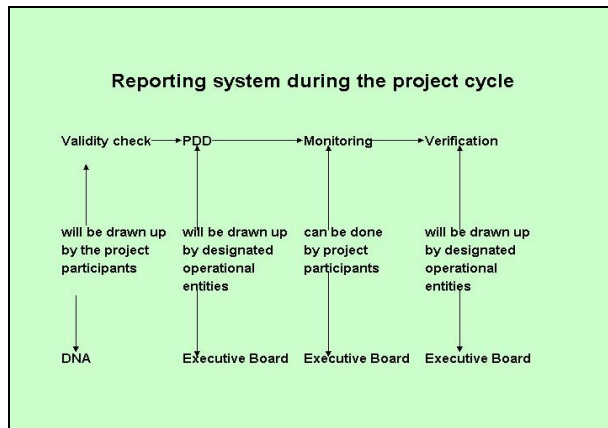 Reporting system during the project cycle
Validity check PDD Monitoring Verification
will be drawn up
by the project
participants
will be drawn up
by designated
operational
entities
can be done
by project
participants
will be drawn up
by designated
operational
entities
DNA Executive Board Executive Board Executive Board